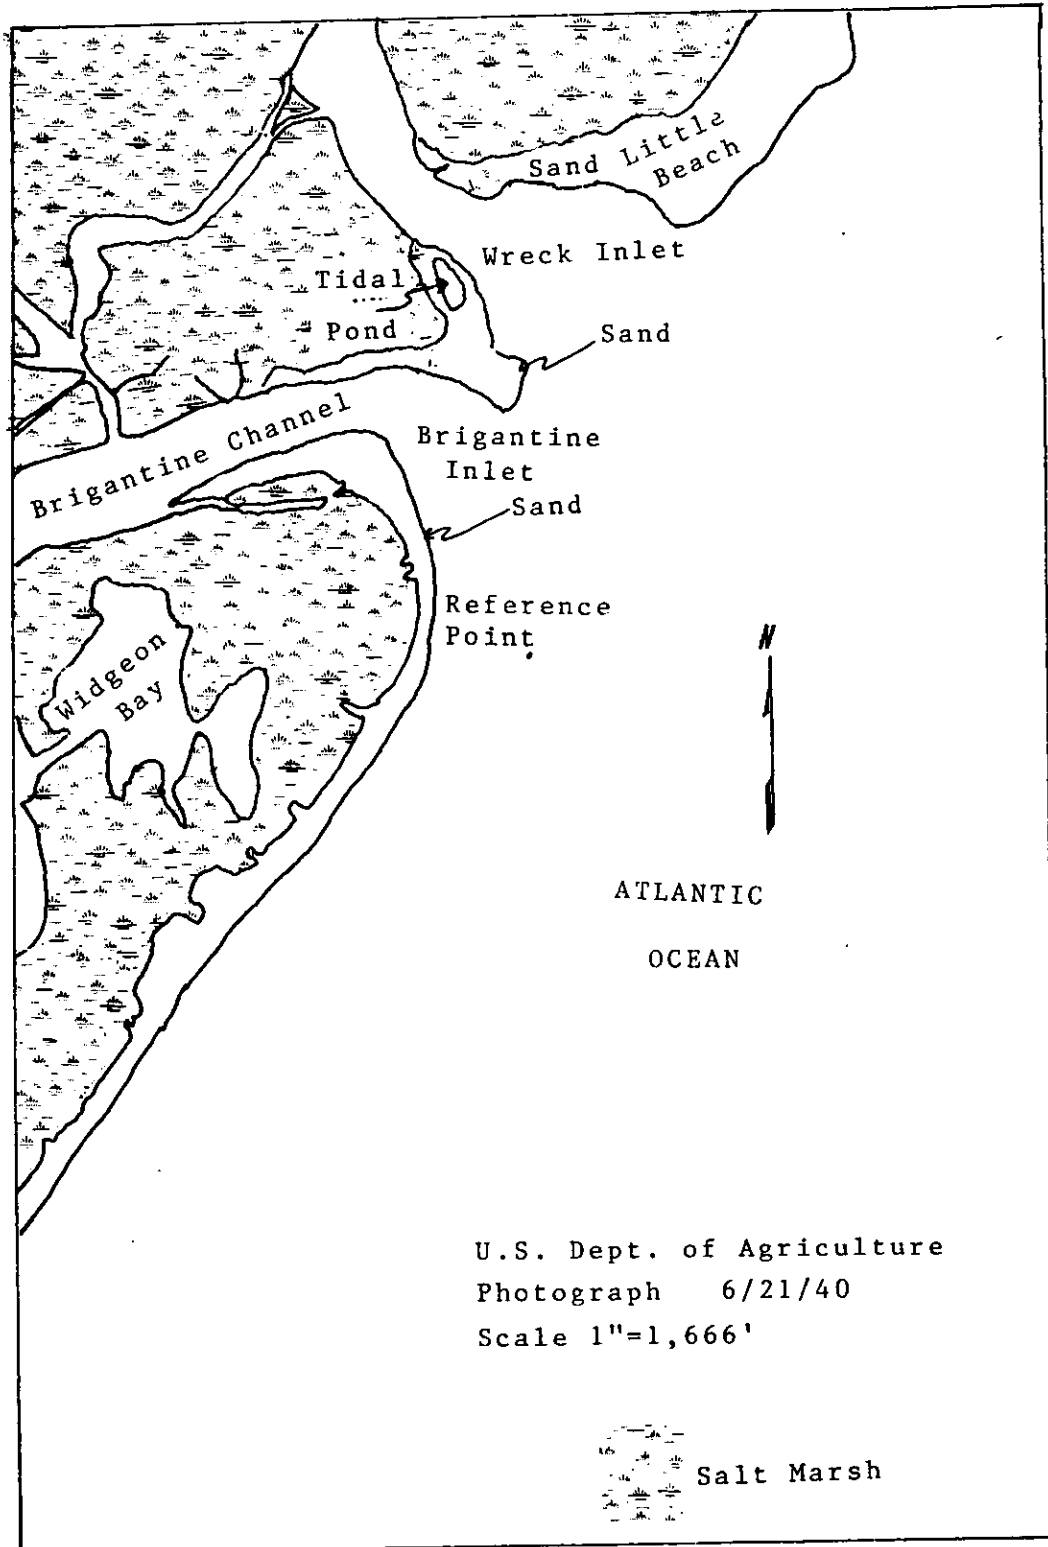 Sand Little
Beach
Wreck Inlet
Tidal
Pond
Sand
Brigantine Channel
Brigantine
Inlet
Sand
Reference
Point
Widgeon
Bay
N
ATLANTIC
OCEAN
U.S. Dept. of Agriculture
Photograph 6/21/40
Scale 1"=1,666'
Salt Marsh